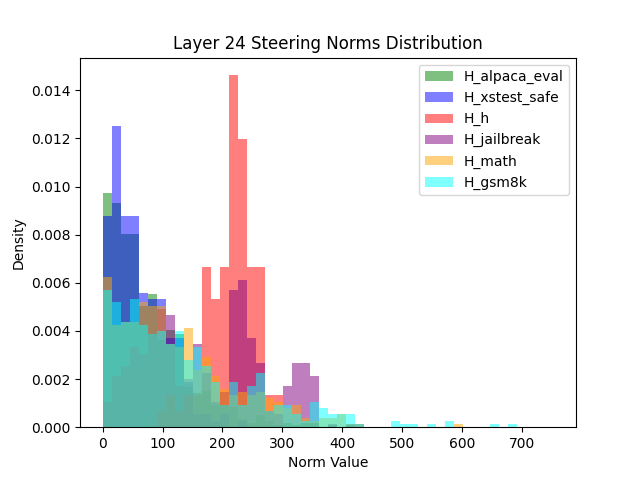 Layer 24 Steering Norms Distribution
H_alpaca_eval
H_xstest_safe
H_h
H_jailbreak
H_math
H_gsm8k
Density
0.014
0.012
0.010
0.008
0.006
0.004
0.002
0.000
0 100 200 300 400 500 600 700
Norm Value